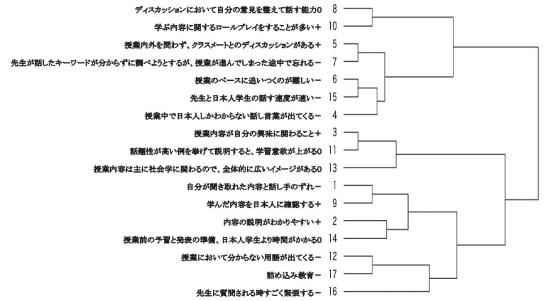 ディスカッションにおいて自分の意見を整えて話す能力0 8
学ぶ内容に関するロールプレイをすることが多い+ 10
授業内外を問わず、クラスメートとのディスカッションがある+ 5
先生が話したキーワードが分からずに調べようとするが、授業が進んでしまった途中で忘れる− 7
授業のペースに追いつくのが難しい− 6
先生と日本人学生の話す速度が速い− 15
授業中で日本人しかわからない話し言葉が出てくる− 4
授業内容が自分の興味に関わること+ 3
話題性が高い例を挙げて説明すると、学習意欲が上がる0 11
授業内容は主に社会学に関わるので、全体的に広いイメージがある0 13
自分が聞き取れた内容と話し手のずれ− 1
学んだ内容を日本人に確認する+ 9
内容の説明がわかりやすい+ 2
授業前の予習と発表の準備、日本人学生より時間がかかる0 14
授業において分からない用語が出てくる− 12
詰め込み教育− 17
先生に質問される時すごく緊張する− 16